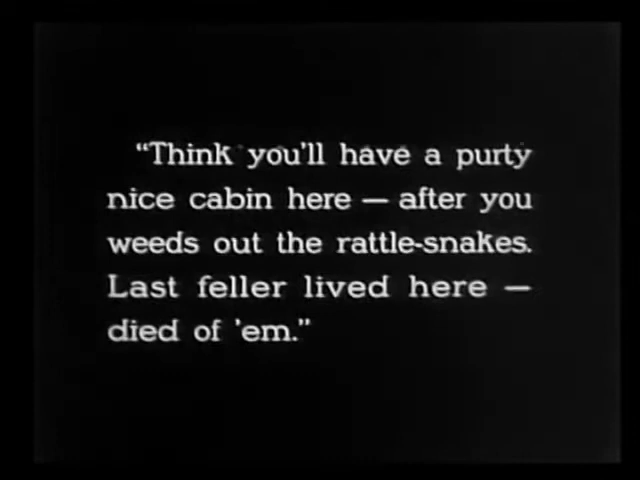 “Think you'll have a purty
nice cabin here — after you
weeds out the rattle-snakes.
Last feller lived here —
died of 'em.”